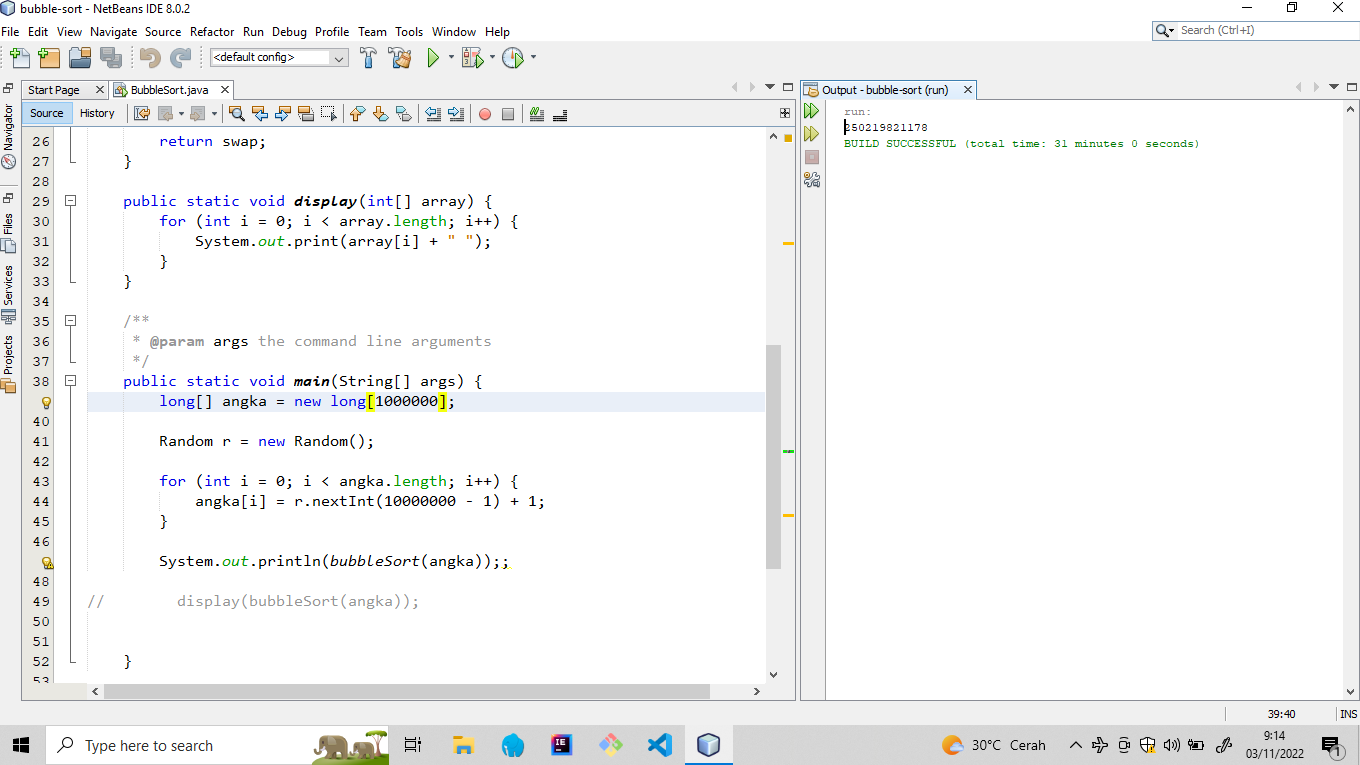 bubble-sort - NetBeans IDE 8.0.2
File Edit View Navigate Source Refactor Run Debug Profile Team Tools Window Help
Search (Ctrl+I)
<default config>
Start Page
BubbleSort.java
Output - bubble-sort (run)
Source History
Navigator
Files
Services
Projects
26 return swap;
27 }
28
29 public static void display(int[] array) {
30 for (int i = 0; i < array.length; i++) {
31 System.out.print(array[i] + " ");
32 }
33 }
34
35 /**
36 * @param args the command line arguments
37 */
38 public static void main(String[] args) {
long[] angka = new long[1000000];
40
41 Random r = new Random();
42
43 for (int i = 0; i < angka.length; i++) {
44 angka[i] = r.nextInt(10000000 - 1) + 1;
45 }
46
System.out.println(bubbleSort(angka));;
48
49 // display(bubbleSort(angka));
50
51
52 }
53
run:
250219821178
BUILD SUCCESSFUL (total time: 31 minutes 0 seconds)
39:40 INS
Type here to search
30°C Cerah
9:14
03/11/2022
1